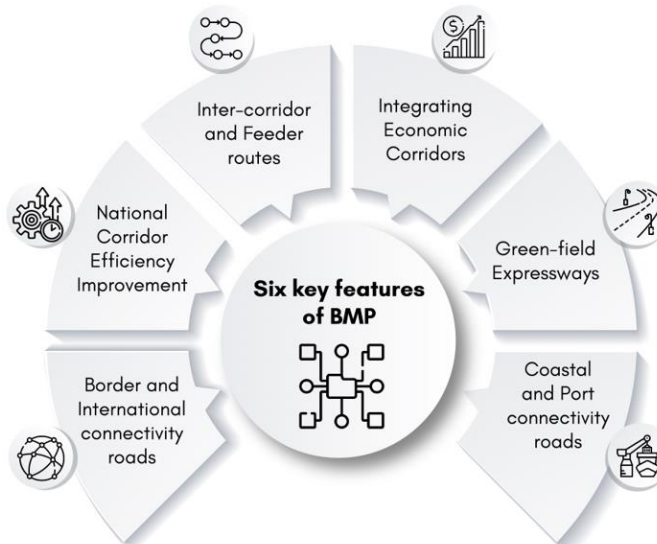 Six key features
of BMP
Border and
International
connectivity
roads
National
Corridor
Efficiency
Improvement
Inter-corridor
and Feeder
routes
Integrating
Economic
Corridors
Green-field
Expressways
Coastal
and Port
connectivity
roads
$